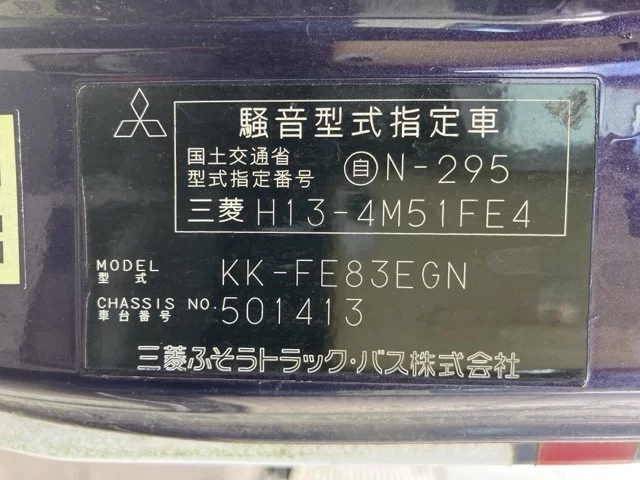 騒音型式指定車
国土交通省
型式指定番号 自N-295
三菱 H13-4M51FE4
MODEL
型式 KK-FE83EGN
CHASSIS NO.
車台番号 501413
三菱ふそうトラック・バス株式会社